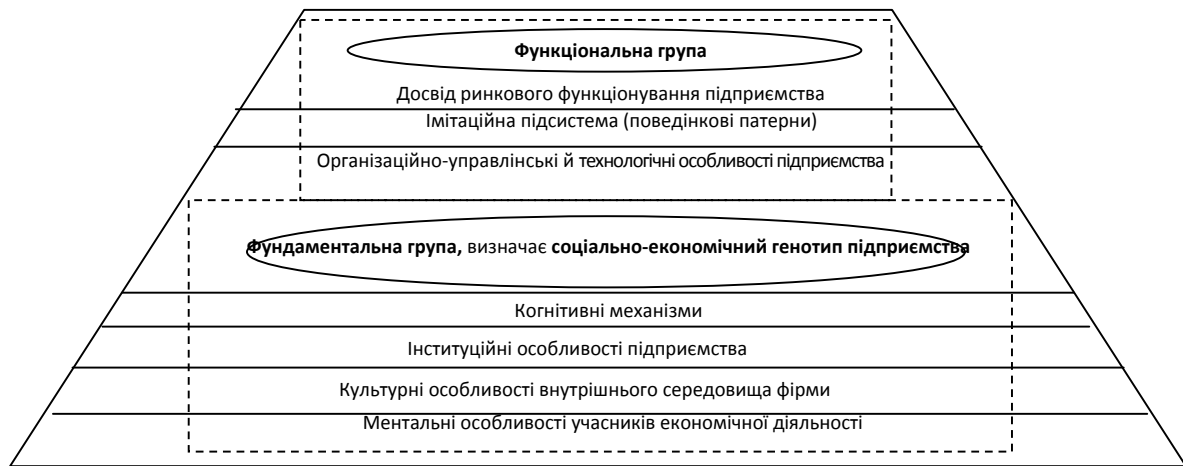 Функціональна група
Досвід ринкового функціонування підприємства
Імітаційна підсистема (поведінкові патерни)
Організаційно-управлінські й технологічні особливості підприємства
Фундаментальна група, визначає соціально-економічний генотип підприємства
Когнітивні механізми
Інституційні особливості підприємства
Культурні особливості внутрішнього середовища фірми
Ментальні особливості учасників економічної діяльності